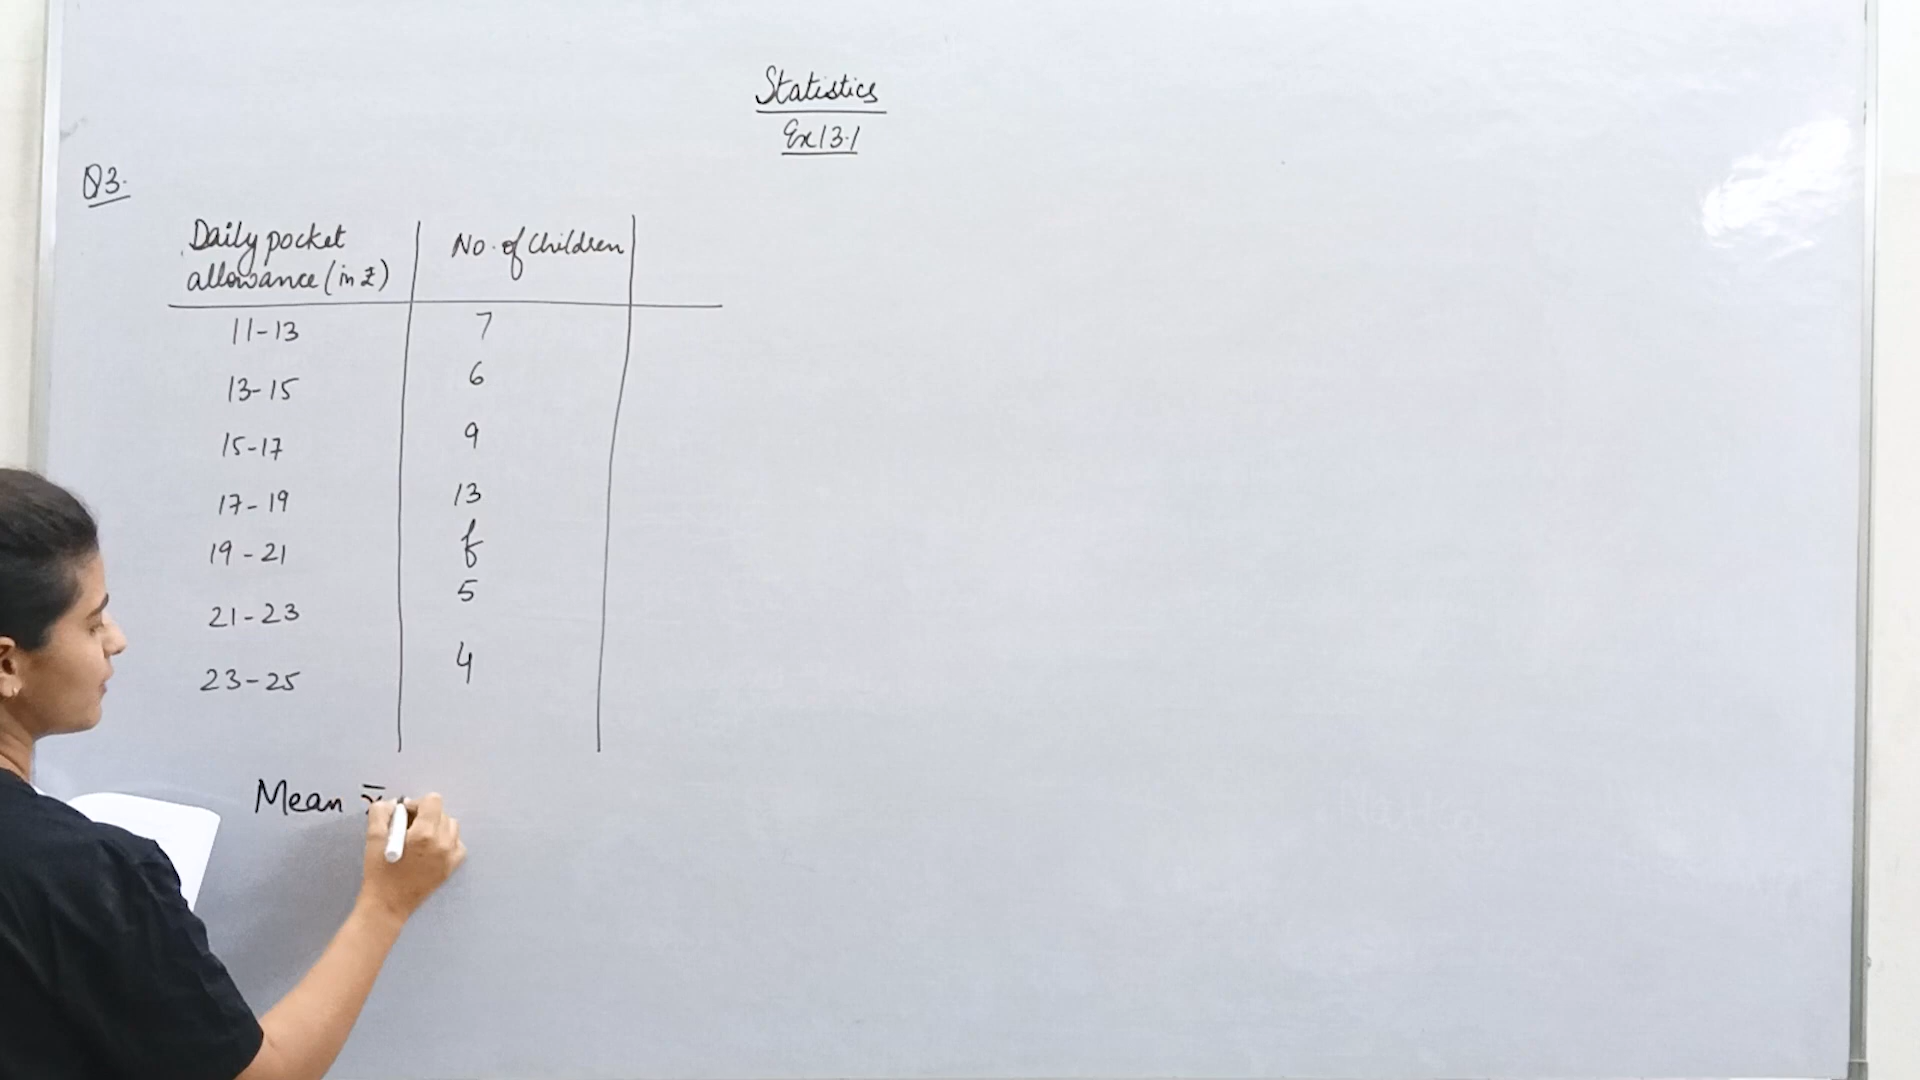 Statistics
Ex 13.1
Q3.
Daily pocket allowance (in ₹) | No. of Children
11-13 | 7
13-15 | 6
15-17 | 9
17-19 | 13
19-21 | f
21-23 | 5
23-25 | 4
Mean x̄